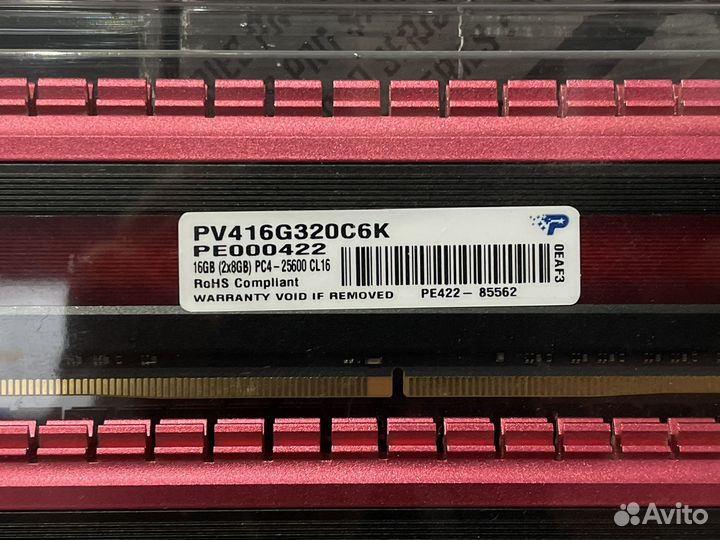 PV416G320C6K
PE000422
16GB (2x8GB) PC4-25600 CL16
RoHS Compliant
WARRANTY VOID IF REMOVED
PE422- 85562
0EAF3
Avito